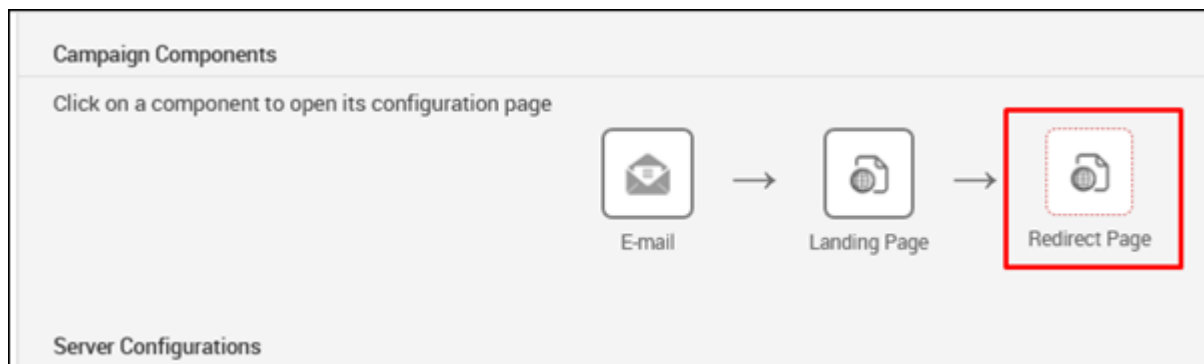 Campaign Components
Click on a component to open its configuration page
E-mail
Landing Page
Redirect Page
Server Configurations